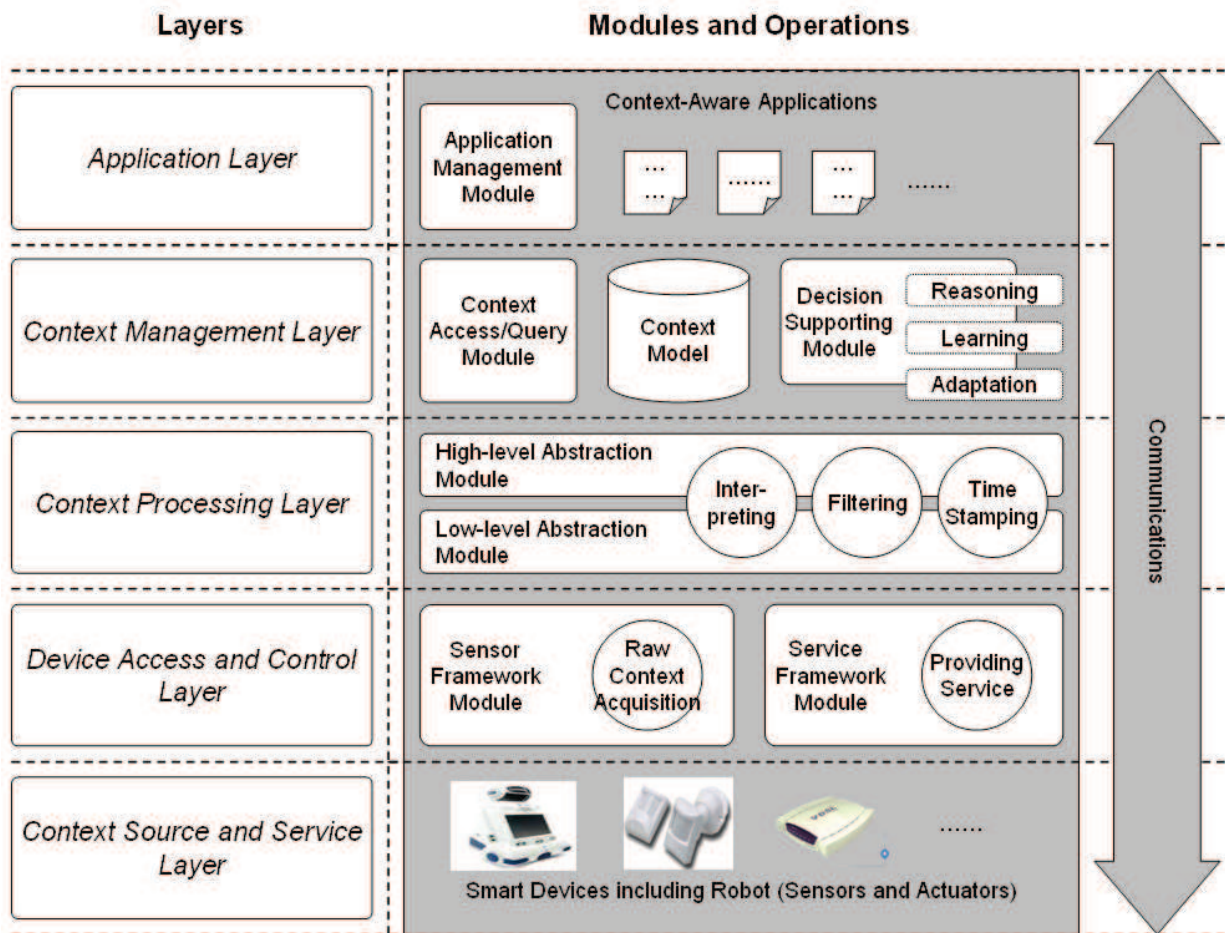 Layers
Modules and Operations
Application Layer
Application
Management
Module
Context-Aware Applications
...
...
......
...
...
......
Context Management Layer
Context
Access/Query
Module
Context
Model
Decision
Supporting
Module
Reasoning
Learning
Adaptation
Context Processing Layer
High-level Abstraction
Module
Low-level Abstraction
Module
Inter-
preting
Filtering
Time
Stamping
Device Access and Control
Layer
Sensor
Framework
Module
Raw
Context
Acquisition
Service
Framework
Module
Providing
Service
Context Source and Service
Layer
......
Smart Devices including Robot (Sensors and Actuators)
Communications